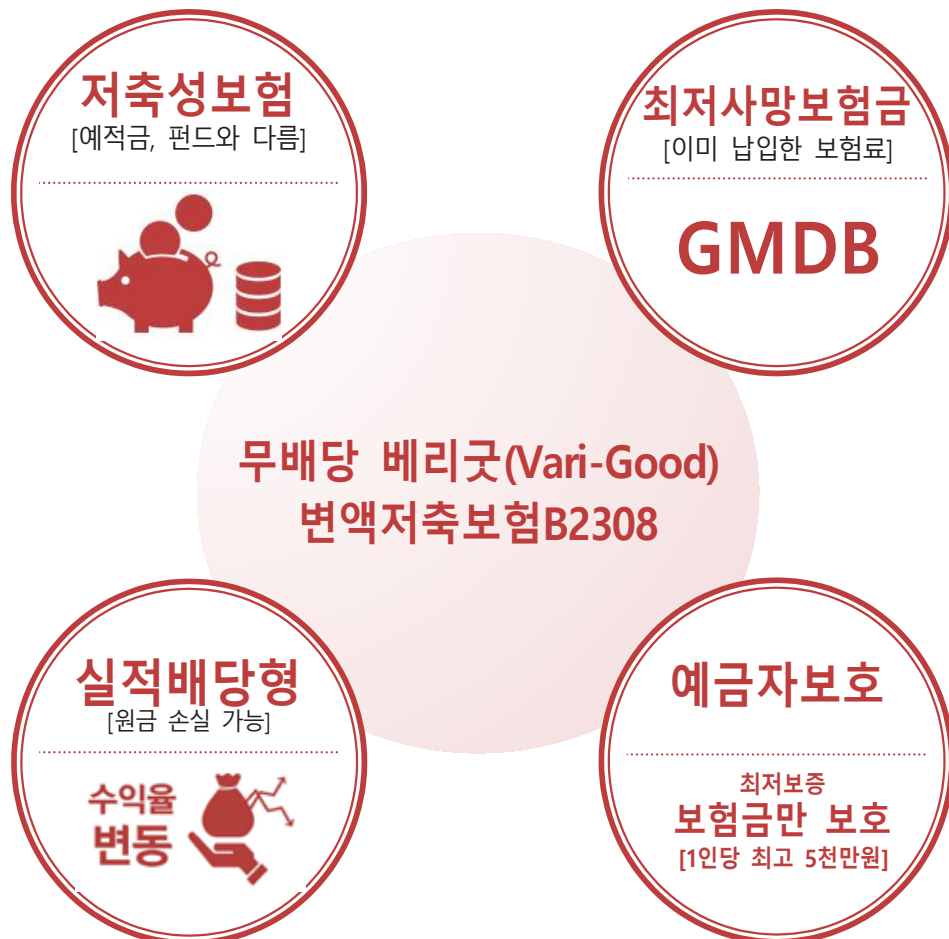 저축성보험
[예적금, 펀드와 다름]
최저사망보험금
[이미 납입한 보험료]
GMDB
무배당 베리굿(Vari-Good)
변액저축보험B2308
실적배당형
[원금 손실 가능]
수익율
변동
예금자보호
최저보증
보험금만 보호
[1인당 최고 5천만원]